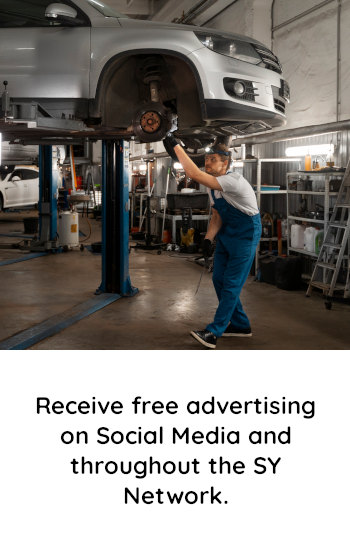 Receive free advertising
on Social Media and
throughout the SY
Network.